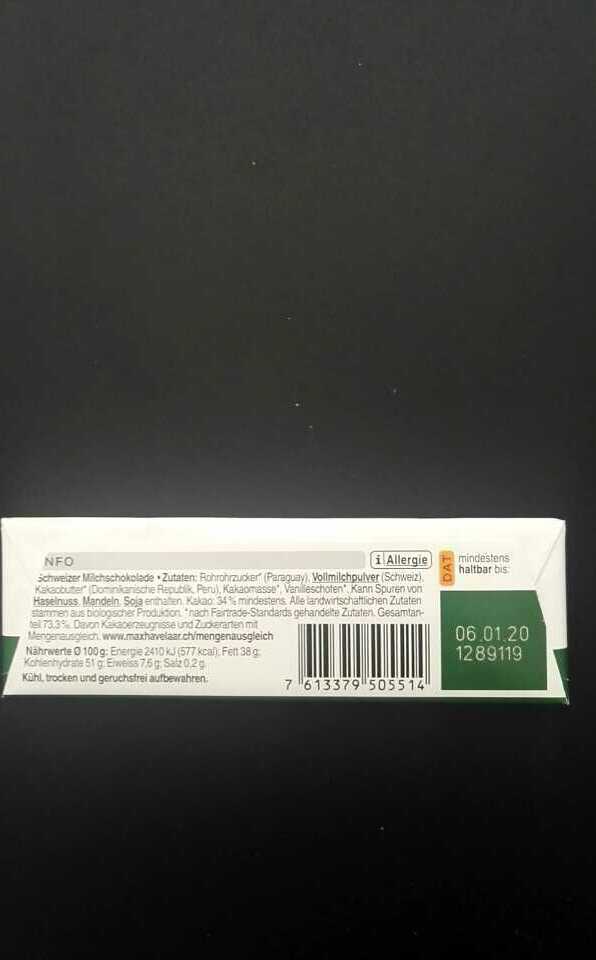 INFO
i Allergie
Schweizer Milchschokolade • Zutaten: Rohrohrzucker* (Paraguay), Vollmilchpulver (Schweiz),
Kakaobutter* (Dominikanische Republik, Peru), Kakaomasse*, Vanilleschoten*. Kann Spuren von
Haselnuss, Mandeln, Soja enthalten. Kakao: 34 % mindestens. Alle landwirtschaftlichen Zutaten
stammen aus biologischer Produktion. *nach Fairtrade-Standards gehandelte Zutaten. Gesamtan-
teil 73.3 %. Davon Kakaoerzeugnisse und Zuckerarten mit
Mengenausgleich. www.maxhavelaar.ch/mengenausgleich
Nährwerte Ø 100 g: Energie 2410 kJ (577 kcal); Fett 38 g;
Kohlenhydrate 51 g; Eiweiss 7,6 g; Salz 0,2 g.
Kühl, trocken und geruchsfrei aufbewahren.
7 613379 505514
DAT
mindestens
haltbar bis:
06.01.20
1289119